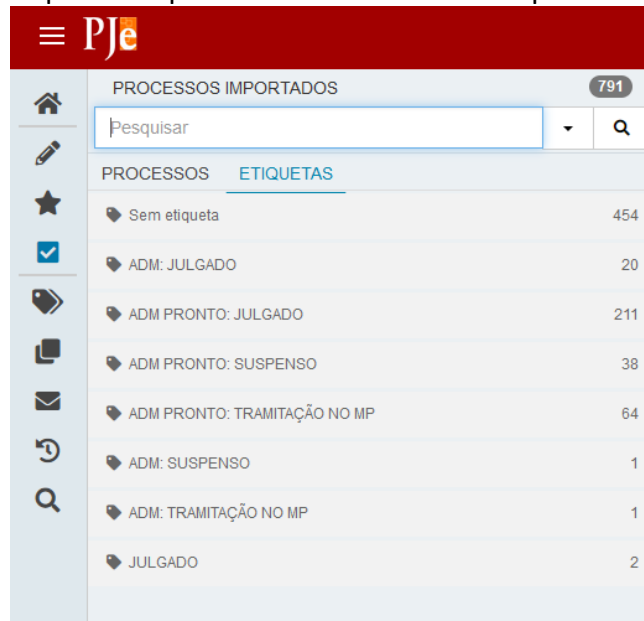 PJe
PROCESSOS IMPORTADOS 791
Pesquisar
PROCESSOS ETIQUETAS
Sem etiqueta 454
ADM: JULGADO 20
ADM PRONTO: JULGADO 211
ADM PRONTO: SUSPENSO 38
ADM PRONTO: TRAMITAÇÃO NO MP 64
ADM: SUSPENSO 1
ADM: TRAMITAÇÃO NO MP 1
JULGADO 2